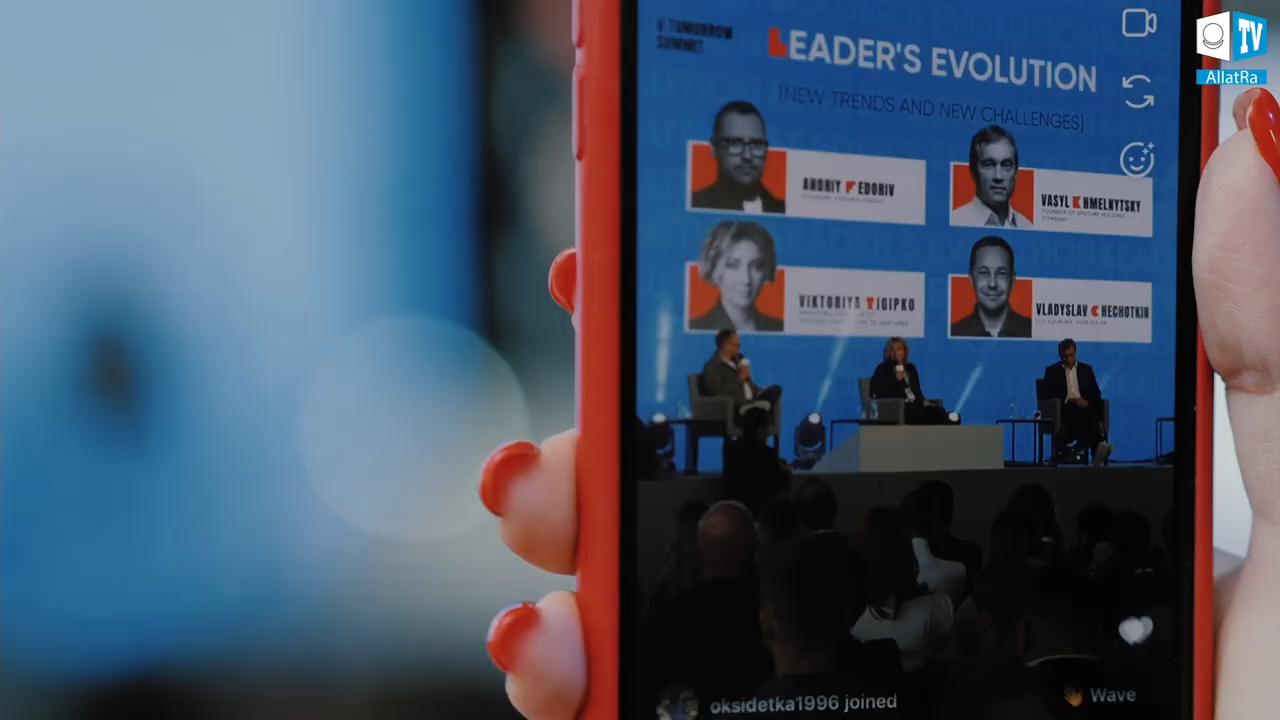 TV
AllatRa
U TOMORROW
SUMMIT
LEADER'S EVOLUTION
[NEW TRENDS AND NEW CHALLENGES]
ANDRIY FEDORIV
VASYL KHMELNYTSKY
FOUNDER OF UFUTURE HOLDING
COMPANY
VIKTORIYA TIGIPKO
VLADYSLAV CHECHOTKIN
oksidetka1996 joined
👋 Wave